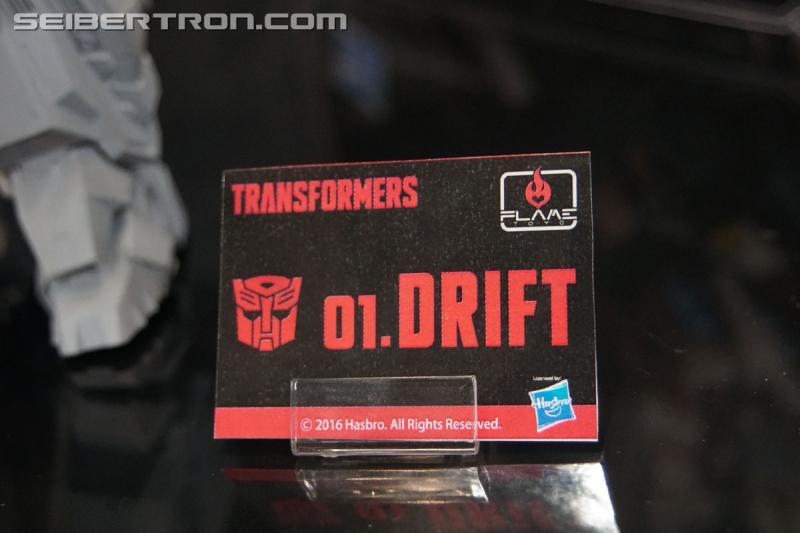 SEIBERTRON.COM
TRANSFORMERS
FLAME
TOYS
01.DRIFT
Licensed by:
Hasbro
© 2016 Hasbro. All Rights Reserved.